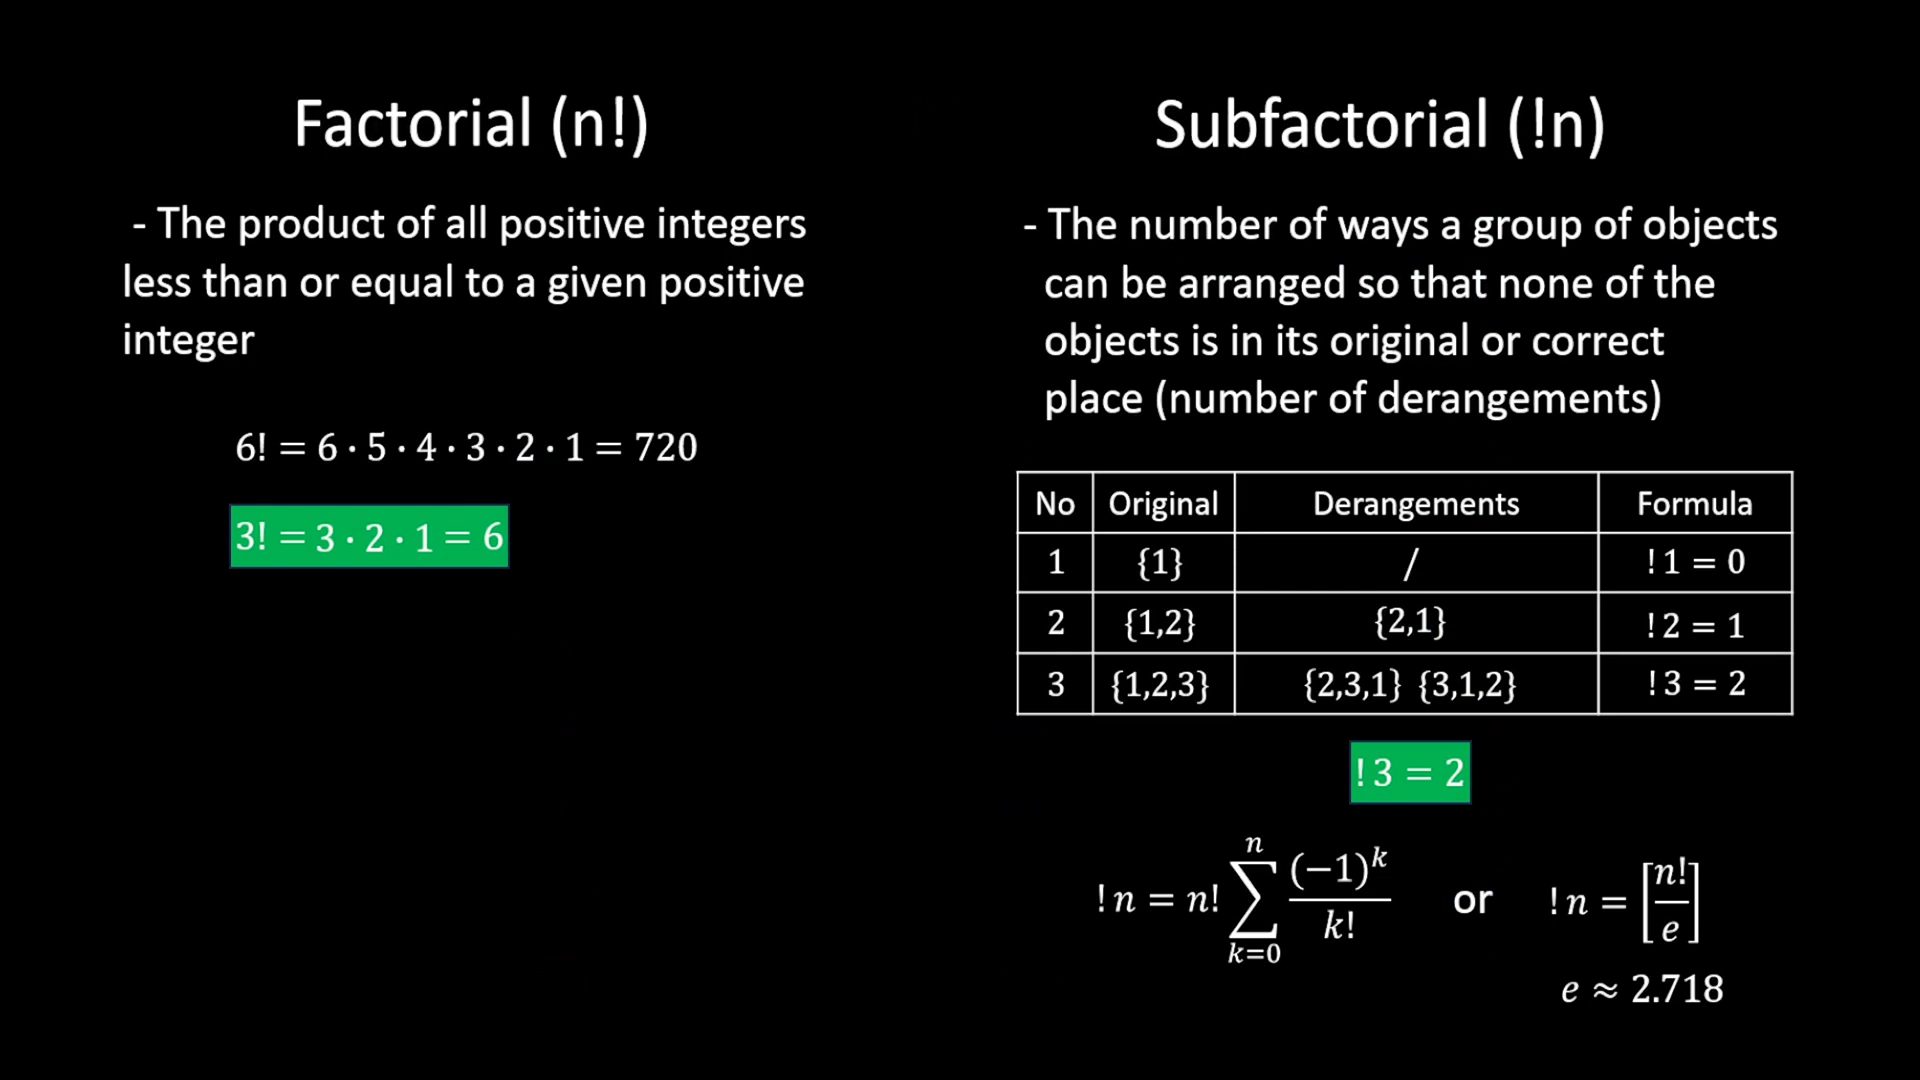 Factorial (n!)
- The product of all positive integers
less than or equal to a given positive
integer
6! = 6 · 5 · 4 · 3 · 2 · 1 = 720
3! = 3 · 2 · 1 = 6
Subfactorial (!n)
- The number of ways a group of objects
can be arranged so that none of the
objects is in its original or correct
place (number of derangements)
No Original Derangements Formula
1 {1} / !1 = 0
2 {1,2} {2,1} !2 = 1
3 {1,2,3} {2,3,1} {3,1,2} !3 = 2
!3 = 2
!n = n! ∑_{k=0}^{n} (−1)^k / k! or !n = [n!/e]
e ≈ 2.718